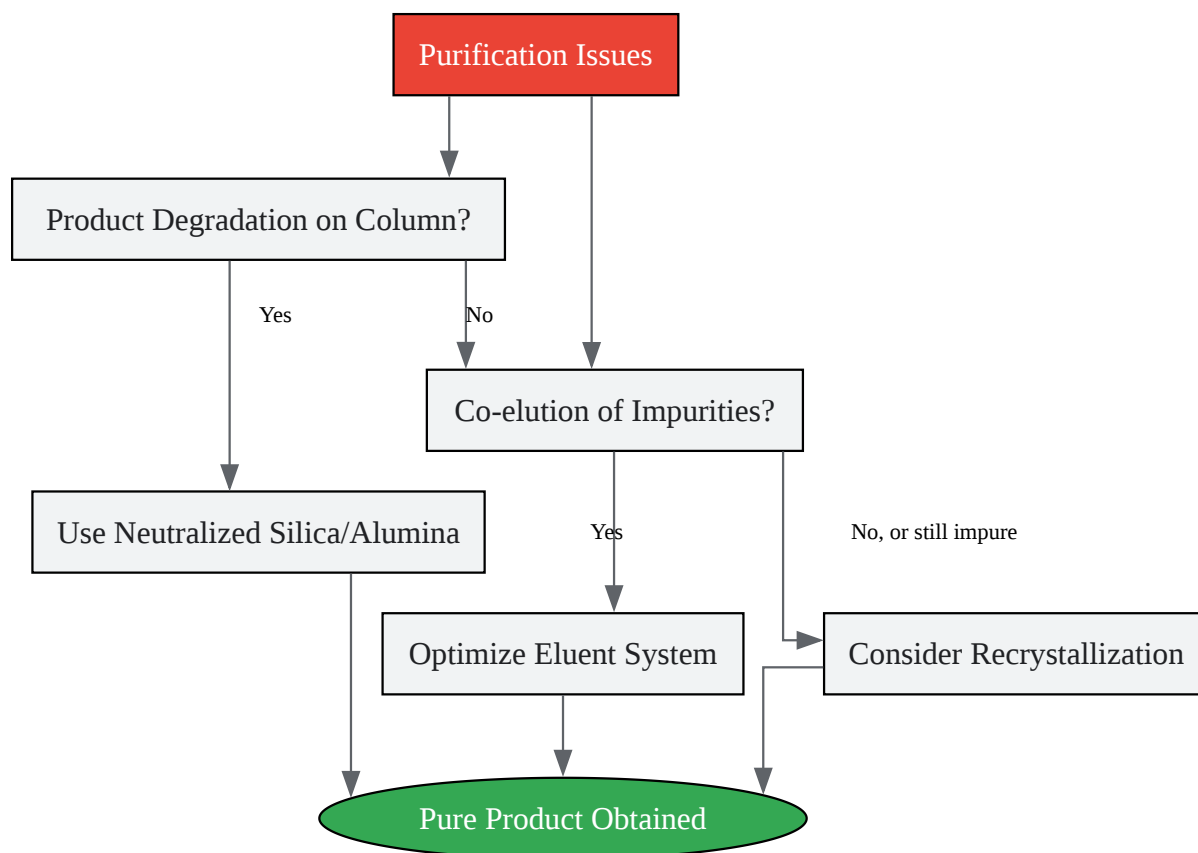 Purification Issues
Product Degradation on Column?
Yes
No
Co-elution of Impurities?
Use Neutralized Silica/Alumina
Yes
No, or still impure
Optimize Eluent System
Consider Recrystallization
Pure Product Obtained